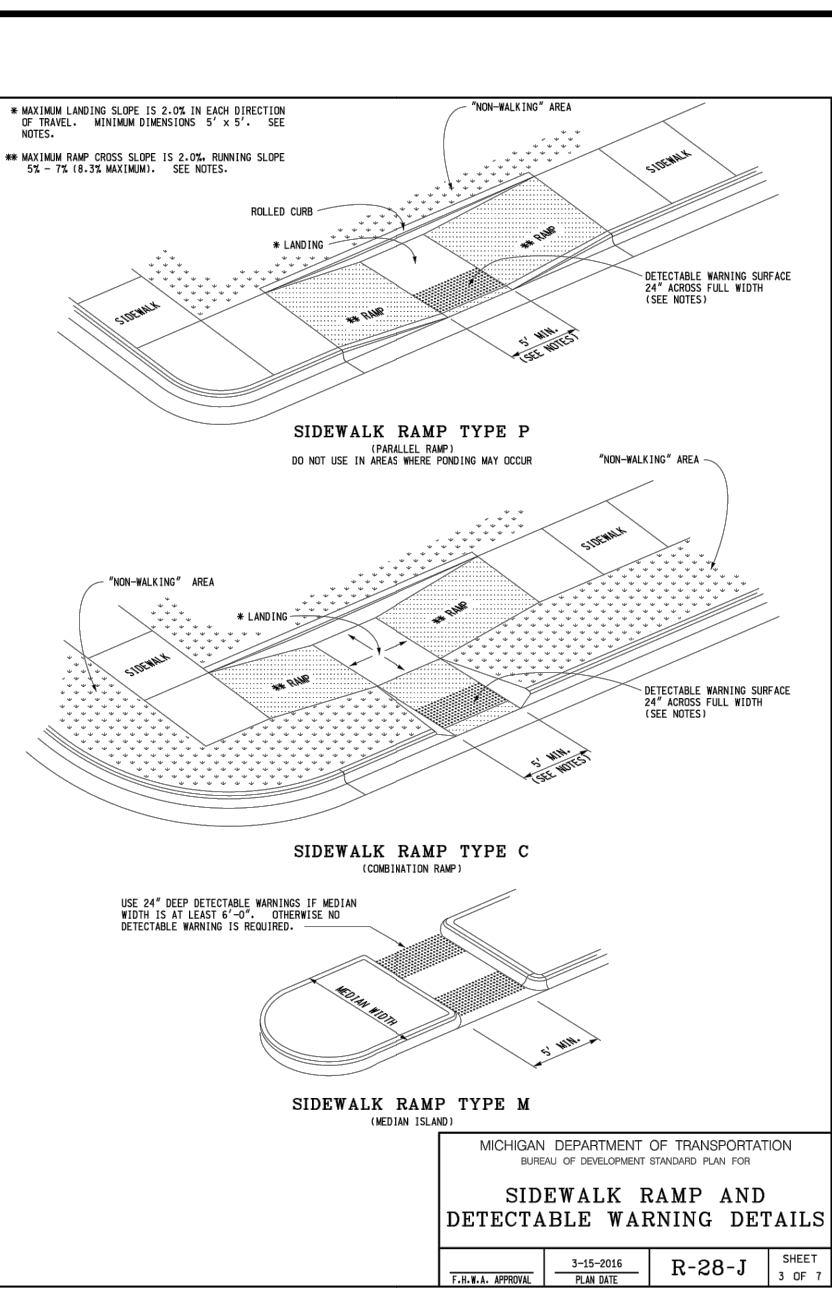 * MAXIMUM LANDING SLOPE IS 2.0% IN EACH DIRECTION
OF TRAVEL. MINIMUM DIMENSIONS 5' x 5'. SEE
NOTES.
** MAXIMUM RAMP CROSS SLOPE IS 2.0%, RUNNING SLOPE
5% - 7% (8.3% MAXIMUM). SEE NOTES.
"NON-WALKING" AREA
SIDEWALK
ROLLED CURB
* LANDING
** RAMP
DETECTABLE WARNING SURFACE
24" ACROSS FULL WIDTH
(SEE NOTES)
SIDEWALK
** RAMP
5' MIN.
(SEE NOTES)
SIDEWALK RAMP TYPE P
(PARALLEL RAMP)
DO NOT USE IN AREAS WHERE PONDING MAY OCCUR
"NON-WALKING" AREA
SIDEWALK
"NON-WALKING" AREA
* LANDING
** RAMP
SIDEWALK
** RAMP
DETECTABLE WARNING SURFACE
24" ACROSS FULL WIDTH
(SEE NOTES)
5' MIN.
(SEE NOTES)
SIDEWALK RAMP TYPE C
(COMBINATION RAMP)
USE 24" DEEP DETECTABLE WARNINGS IF MEDIAN
WIDTH IS AT LEAST 6'-0". OTHERWISE NO
DETECTABLE WARNING IS REQUIRED.
MEDIAN WIDTH
5' MIN.
SIDEWALK RAMP TYPE M
(MEDIAN ISLAND)
MICHIGAN DEPARTMENT OF TRANSPORTATION
BUREAU OF DEVELOPMENT STANDARD PLAN FOR
SIDEWALK RAMP AND
DETECTABLE WARNING DETAILS
F.H.W.A. APPROVAL
3-15-2016
PLAN DATE
R-28-J
SHEET
3 OF 7